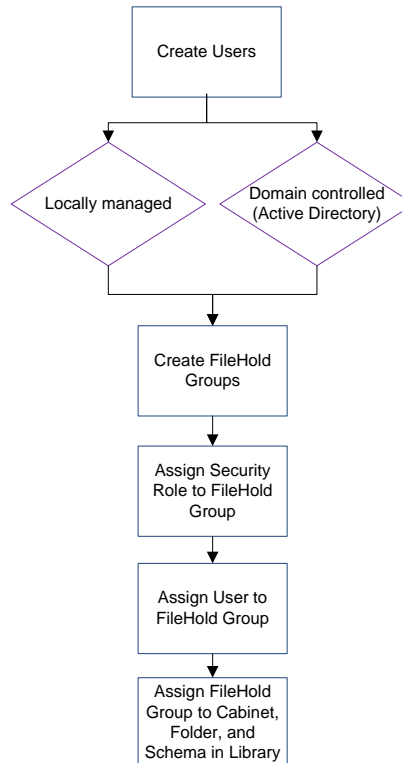 Create Users
Locally managed
Domain controlled
(Active Directory)
Create FileHold
Groups
Assign Security
Role to FileHold
Group
Assign User to
FileHold Group
Assign FileHold
Group to Cabinet,
Folder, and
Schema in Library